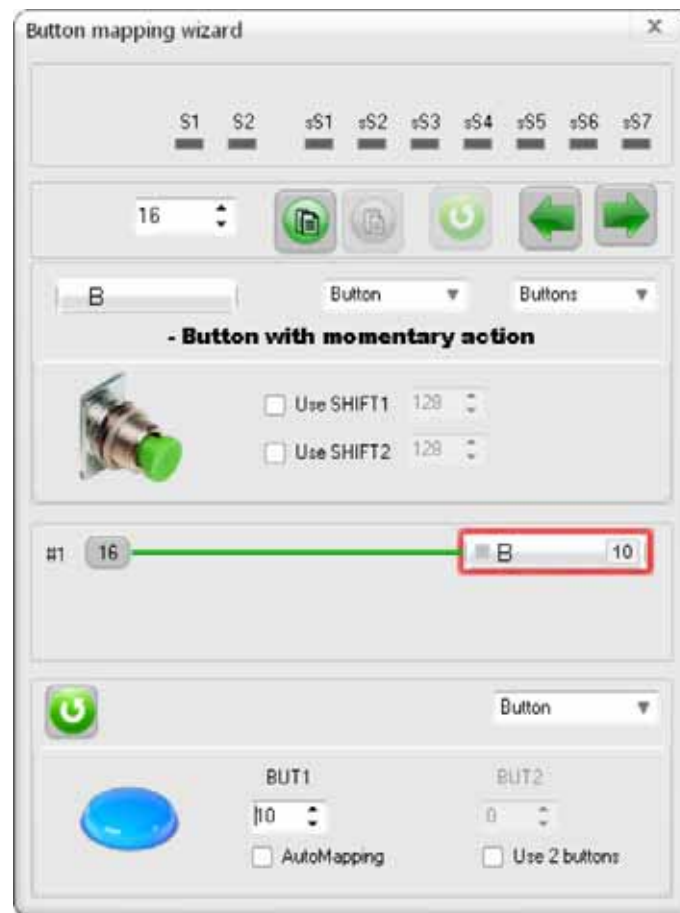 Button mapping wizard X
S1 S2 sS1 sS2 sS3 sS4 sS5 sS6 sS7
16
B Button Buttons
- Button with momentary action
Use SHIFT1 128
Use SHIFT2 128
#1 16 B 10
Button
BUT1 BUT2
10 0
AutoMapping Use 2 buttons